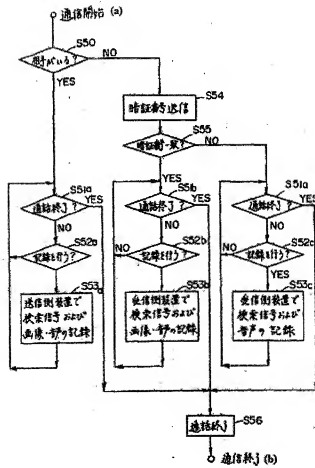 通信開始 (a)
S50
相手がいる?
NO
YES
S54
暗証番号送信
S55
暗証番号一致?
NO
YES
S51a
通話終了?
YES
NO
S51b
通話終了?
YES
NO
S51a
通話終了?
YES
NO
S52a
記録を行う?
S52b
記録を行う?
NO
YES
S52c
記録を行う?
NO
YES
S53a
送信側装置で
検索信号および
画像・音声の記録
S53b
受信側装置で
検索信号および
画像・音声の記録
S53c
受信側装置で
検索信号および
音声の記録
S56
通話終了
通信終了 (b)